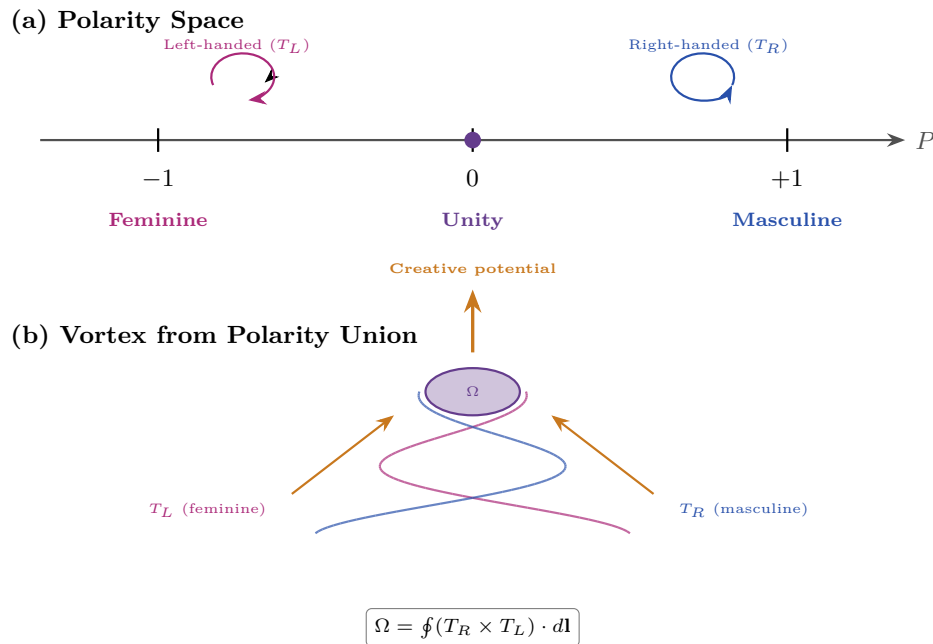 (a) Polarity Space
Left-handed (T_L)
Right-handed (T_R)
P
−1
0
+1
Feminine
Unity
Masculine
Creative potential
(b) Vortex from Polarity Union
Ω
T_L (feminine)
T_R (masculine)
Ω = ∮(T_R × T_L) · dl